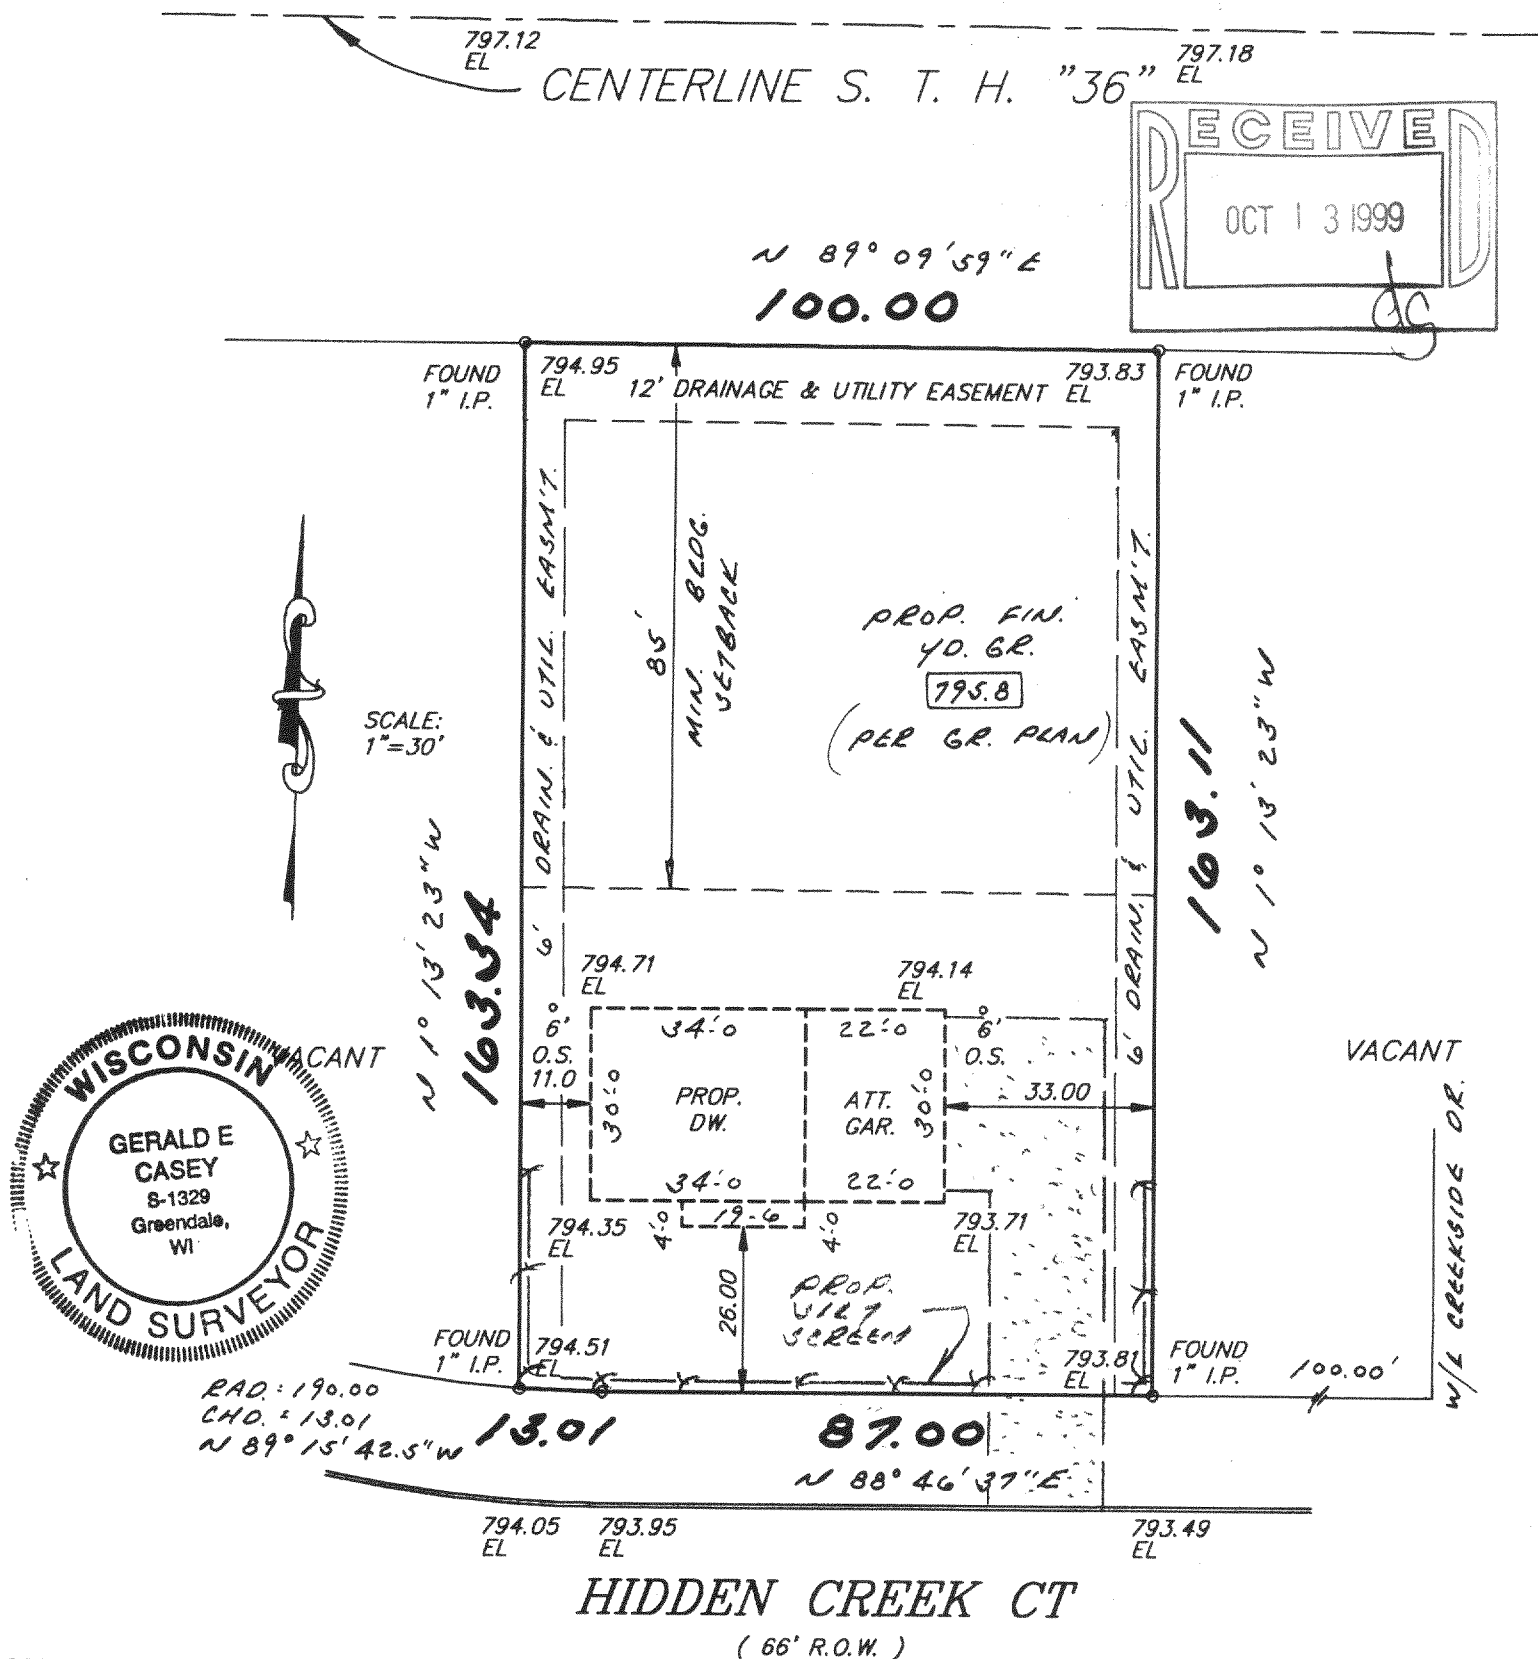 797.12
EL
797.18
EL
CENTERLINE S. T. H. "36"
RECEIVED
OCT 13 1999
N 89° 09' 59" E
100.00
FOUND
1" I.P.
794.95
EL
12' DRAINAGE & UTILITY EASEMENT
793.83
EL
FOUND
1" I.P.
6' DRAIN. & UTIL. EASM'T.
85'
MIN. BLDG.
SETBACK
PROP. FIN.
YD. GR.
795.8
(PER GR. PLAN)
6' DRAIN. & UTIL. EASM'T.
SCALE:
1"=30'
N 1° 13' 23" W
163.34
163.11
N 1° 13' 23" W
794.71
EL
794.14
EL
6'
O.S.
11.0
34'-0
22'-0
6'
O.S.
30'-0
PROP.
DW.
ATT.
GAR.
30'-0
33.00
VACANT
VACANT
34'-0
22'-0
WISCONSIN
GERALD E
CASEY
S-1329
Greendale,
WI
LAND SURVEYOR
794.35
EL
4'-0
19-6
4'-0
793.71
EL
26.00
PROP.
SCREEN
W/L CREEKSIDE DR.
FOUND
1" I.P.
794.51
EL
793.81
EL
FOUND
1" I.P.
100.00'
RAD. = 190.00
CHD. = 13.01
N 89° 15' 42.5" W
13.01
87.00
N 88° 46' 37" E
794.05
EL
793.95
EL
793.49
EL
HIDDEN CREEK CT
( 66' R.O.W. )